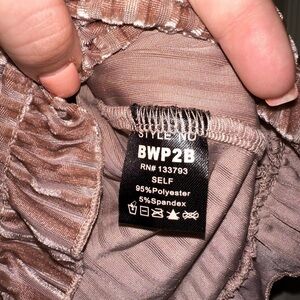 STYLE NO
BWP2B
RN# 133793
SELF
95%Polyester
5%Spandex